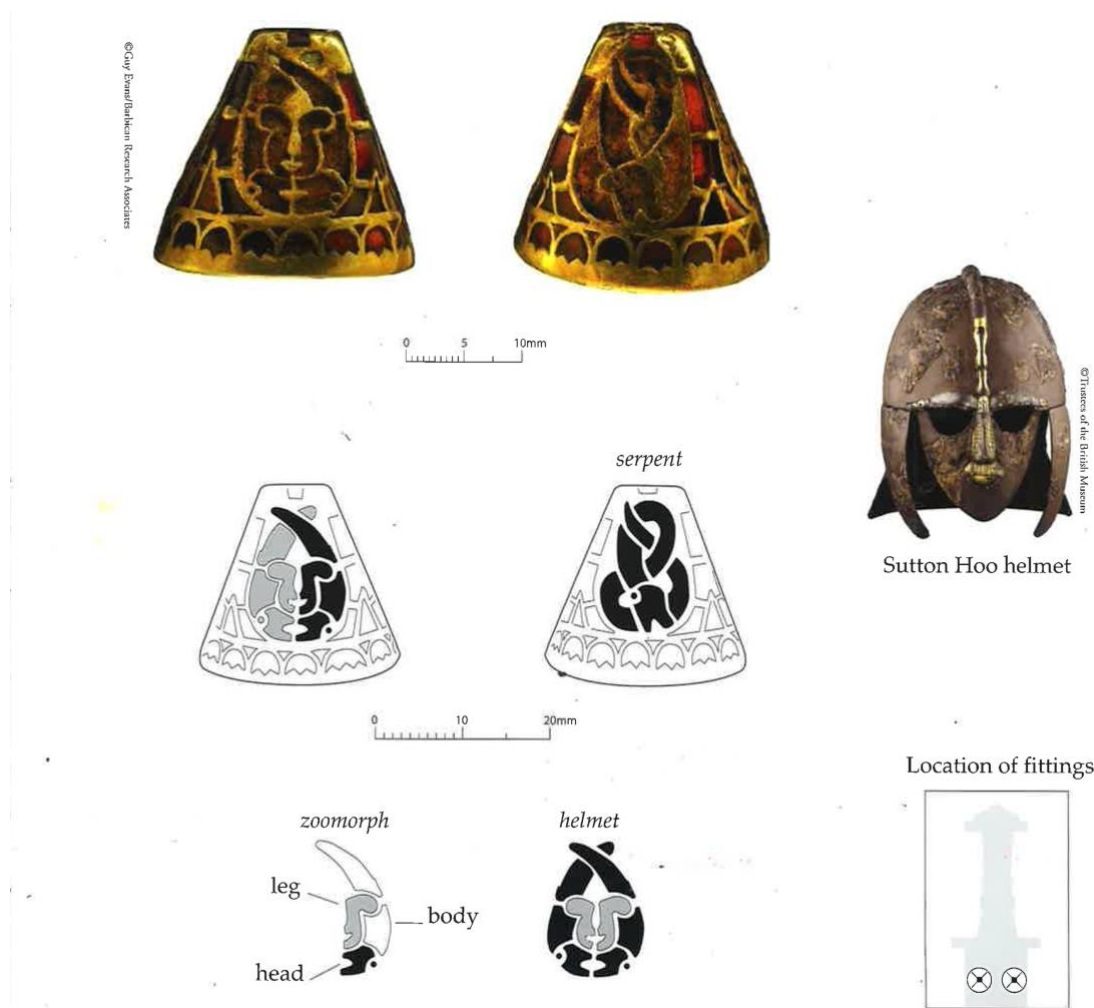 ©Guy Evans/Barbican Research Associates
0 5 10mm
©Trustees of the British Museum
serpent
Sutton Hoo helmet
0 10 20mm
Location of fittings
zoomorph
helmet
leg
body
head